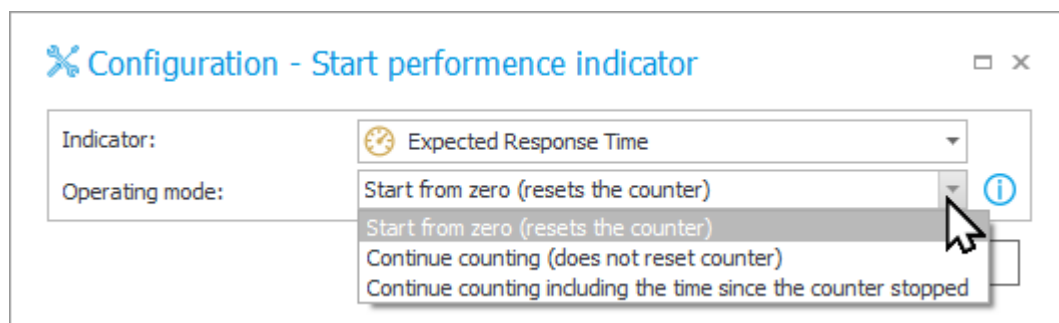 Configuration - Start performence indicator
Indicator: Expected Response Time
Operating mode: Start from zero (resets the counter)
Start from zero (resets the counter)
Continue counting (does not reset counter)
Continue counting including the time since the counter stopped